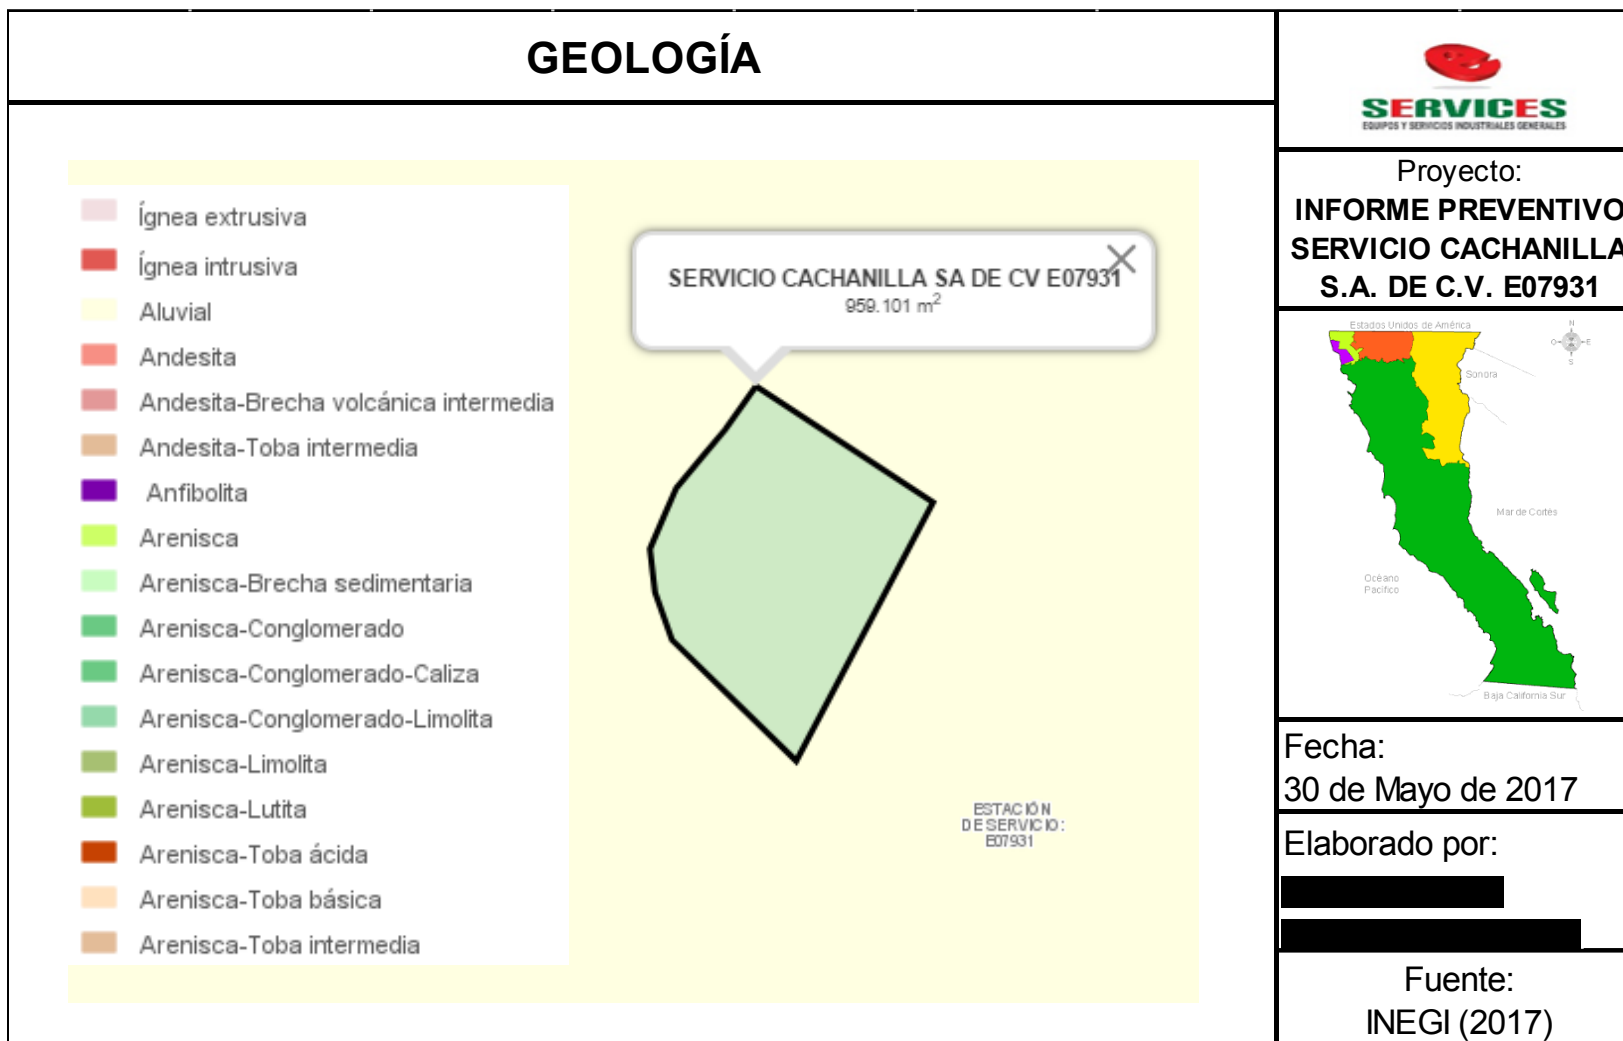 GEOLOGÍA
Ígnea extrusiva
Ígnea intrusiva
Aluvial
Andesita
Andesita-Brecha volcánica intermedia
Andesita-Toba intermedia
Anfibolita
Arenisca
Arenisca-Brecha sedimentaria
Arenisca-Conglomerado
Arenisca-Conglomerado-Caliza
Arenisca-Conglomerado-Limolita
Arenisca-Limolita
Arenisca-Lutita
Arenisca-Toba ácida
Arenisca-Toba básica
Arenisca-Toba intermedia
SERVICIO CACHANILLA SA DE CV E07931
959.101 m²
ESTACIÓN
DE SERVICIO:
E07931
SERVICES
EQUIPOS Y SERVICIOS INDUSTRIALES GENERALES
Proyecto:
INFORME PREVENTIVO
SERVICIO CACHANILLA
S.A. DE C.V. E07931
Estados Unidos de América
N
O
E
S
Sonora
Mar de Cortés
Océano
Pacífico
Baja California Sur
Fecha:
30 de Mayo de 2017
Elaborado por:
Fuente:
INEGI (2017)